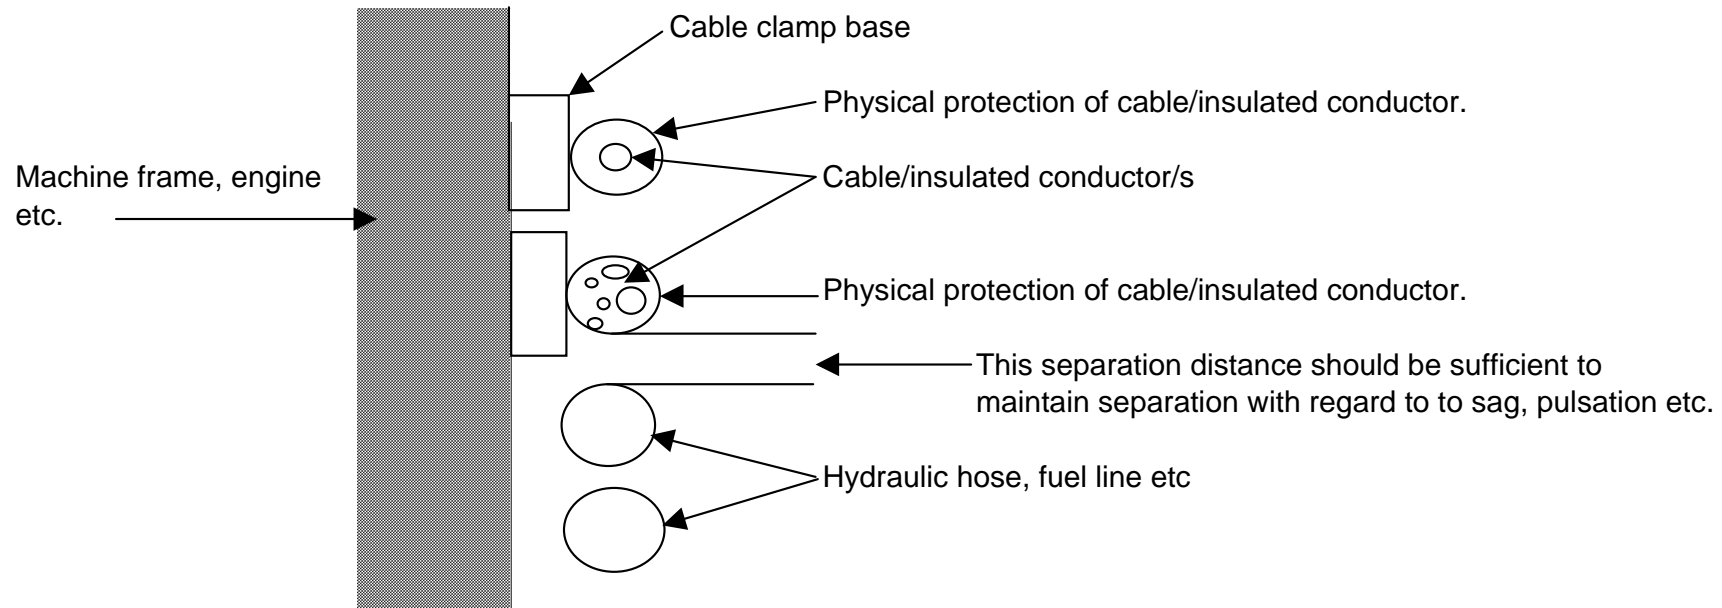 Cable clamp base
Physical protection of cable/insulated conductor.
Machine frame, engine
etc.
Cable/insulated conductor/s
Physical protection of cable/insulated conductor.
This separation distance should be sufficient to
maintain separation with regard to to sag, pulsation etc.
Hydraulic hose, fuel line etc